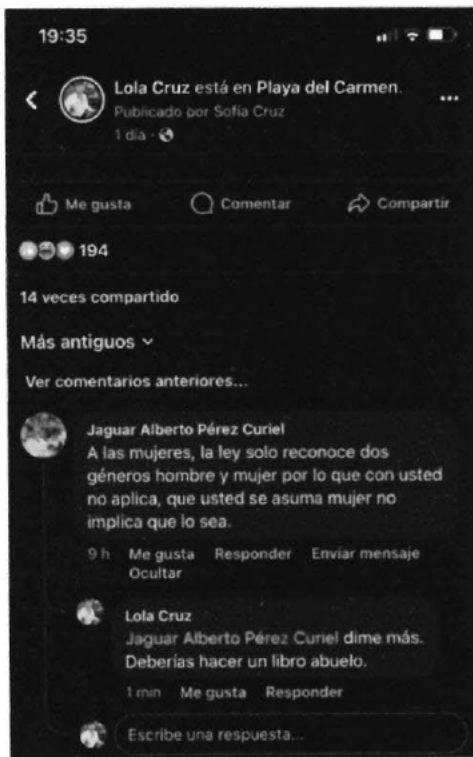 19:35
Lola Cruz está en Playa del Carmen.
Publicado por Sofía Cruz
1 día
Me gusta Comentar Compartir
194
14 veces compartido
Más antiguos
Ver comentarios anteriores...
Jaguar Alberto Pérez Curiel
A las mujeres, la ley solo reconoce dos
géneros hombre y mujer por lo que con usted
no aplica, que usted se asuma mujer no
implica que lo sea.
9 h Me gusta Responder Enviar mensaje
Ocultar
Lola Cruz
Jaguar Alberto Pérez Curiel dime más.
Deberías hacer un libro abuelo.
1 min Me gusta Responder
Escribe una respuesta...